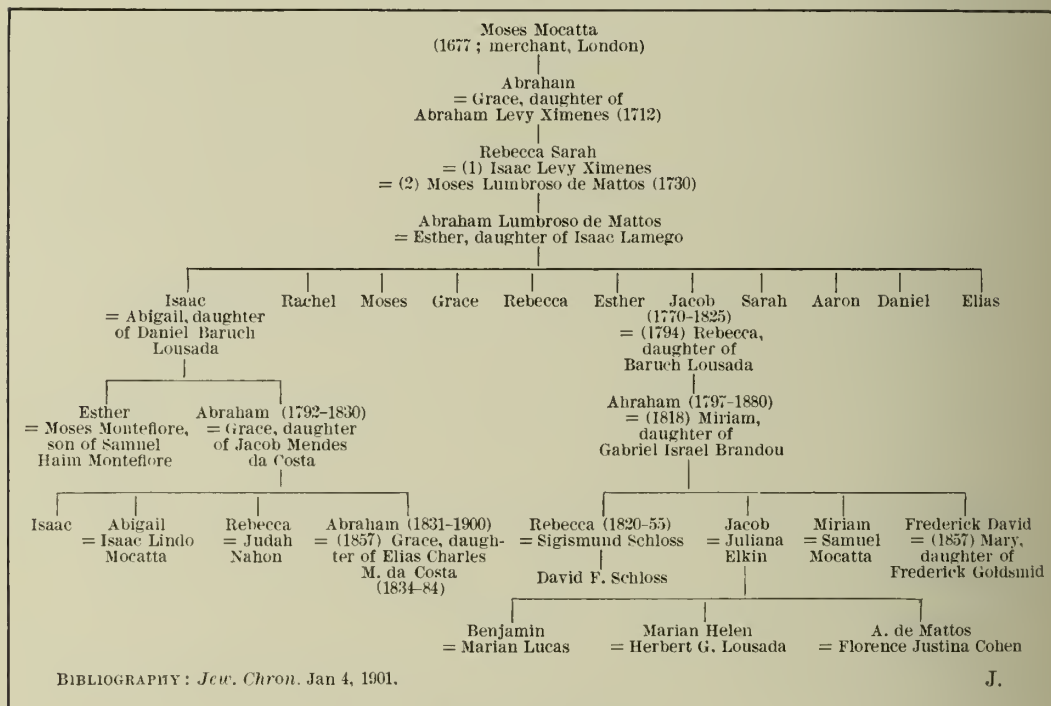 Moses Mocatta
(1677 ; merchant, London)
Abraham
= Grace, daughter of
Abraham Levy Ximenes (1712)
Rebecca Sarah
= (1) Isaac Levy Ximenes
= (2) Moses Lumbroso de Mattos (1730)
Abraham Lumbroso de Mattos
= Esther, daughter of Isaac Lamego
Isaac
= Abigail, daughter
of Daniel Baruch
Lousada
Rachel
Moses
Grace
Rebecca
Esther
Jacob
(1770-1825)
= (1794) Rebecca,
daughter of
Baruch Lousada
Sarah
Aaron
Daniel
Elias
Esther
= Moses Montefiore,
son of Samuel
Haim Montefiore
Abraham (1792-1830)
= Grace, daughter
of Jacob Mendes
da Costa
Abraham (1797-1880)
= (1818) Miriam,
daughter of
Gabriel Israel Brandou
Isaac
Abigail
= Isaac Lindo
Mocatta
Rebecca
= Judah
Nahon
Abraham (1831-1900)
= (1857) Grace, daugh-
ter of Elias Charles
M. da Costa
(1834-84)
Rebecca (1820-55)
= Sigismund Schloss
David F. Schloss
Jacob
= Juliana
Elkin
Miriam
= Samuel
Mocatta
Frederick David
= (1857) Mary,
daughter of
Frederick Goldsmid
Benjamin
= Marian Lucas
Marian Helen
= Herbert G. Lousada
A. de Mattos
= Florence Justina Cohen
BIBLIOGRAPHY : Jew. Chron. Jan 4, 1901.
J.